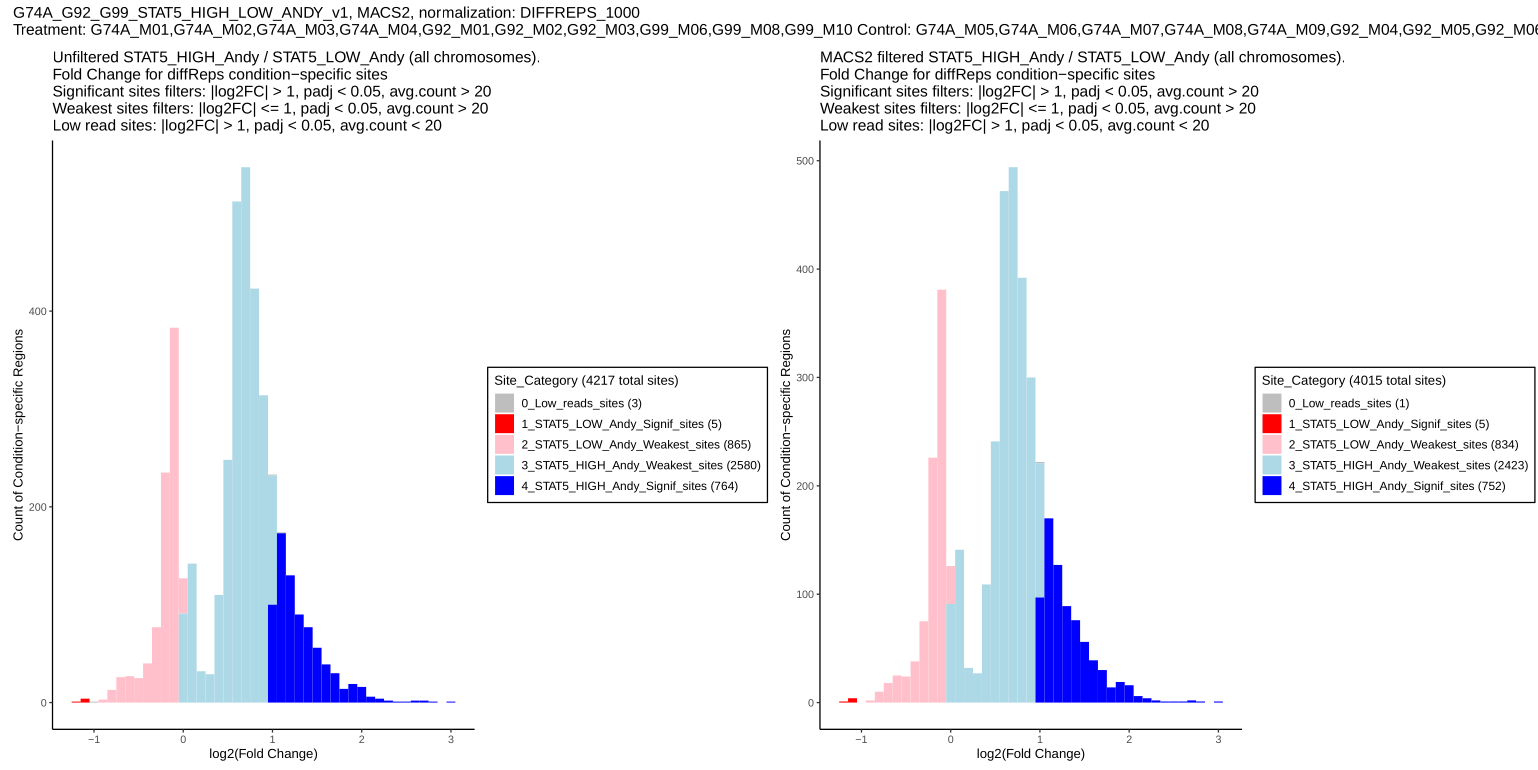 G74A_G92_G99_STAT5_HIGH_LOW_ANDY_v1, MACS2, normalization: DIFFREPS_1000
Treatment: G74A_M01,G74A_M02,G74A_M03,G74A_M04,G92_M01,G92_M02,G92_M03,G99_M06,G99_M08,G99_M10 Control: G74A_M05,G74A_M06,G74A_M07,G74A_M08,G74A_M09,G92_M04,G92_M05,G92_M06
Unfiltered STAT5_HIGH_Andy / STAT5_LOW_Andy (all chromosomes).
Fold Change for diffReps condition−specific sites
Significant sites filters: |log2FC| > 1, padj < 0.05, avg.count > 20
Weakest sites filters: |log2FC| <= 1, padj < 0.05, avg.count > 20
Low read sites: |log2FC| > 1, padj < 0.05, avg.count < 20
Count of Condition−specific Regions
400
200
0
−1
0
1
2
3
log2(Fold Change)
Site_Category (4217 total sites)
0_Low_reads_sites (3)
1_STAT5_LOW_Andy_Signif_sites (5)
2_STAT5_LOW_Andy_Weakest_sites (865)
3_STAT5_HIGH_Andy_Weakest_sites (2580)
4_STAT5_HIGH_Andy_Signif_sites (764)
MACS2 filtered STAT5_HIGH_Andy / STAT5_LOW_Andy (all chromosomes).
Fold Change for diffReps condition−specific sites
Significant sites filters: |log2FC| > 1, padj < 0.05, avg.count > 20
Weakest sites filters: |log2FC| <= 1, padj < 0.05, avg.count > 20
Low read sites: |log2FC| > 1, padj < 0.05, avg.count < 20
Count of Condition−specific Regions
500
400
300
200
100
0
−1
0
1
2
3
log2(Fold Change)
Site_Category (4015 total sites)
0_Low_reads_sites (1)
1_STAT5_LOW_Andy_Signif_sites (5)
2_STAT5_LOW_Andy_Weakest_sites (834)
3_STAT5_HIGH_Andy_Weakest_sites (2423)
4_STAT5_HIGH_Andy_Signif_sites (752)